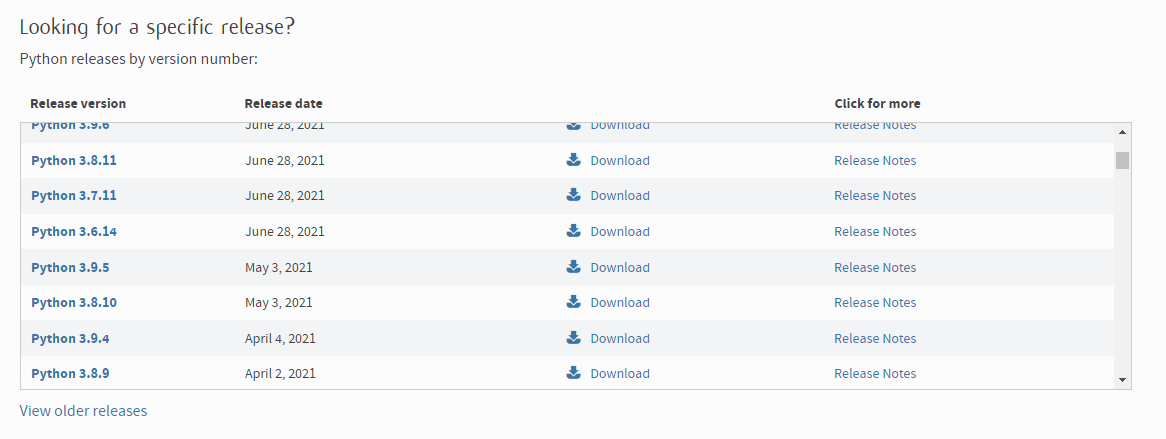 Looking for a specific release?
Python releases by version number:
Release version Release date Click for more
Python 3.9.6 June 28, 2021 Download Release Notes
Python 3.8.11 June 28, 2021 Download Release Notes
Python 3.7.11 June 28, 2021 Download Release Notes
Python 3.6.14 June 28, 2021 Download Release Notes
Python 3.9.5 May 3, 2021 Download Release Notes
Python 3.8.10 May 3, 2021 Download Release Notes
Python 3.9.4 April 4, 2021 Download Release Notes
Python 3.8.9 April 2, 2021 Download Release Notes
View older releases